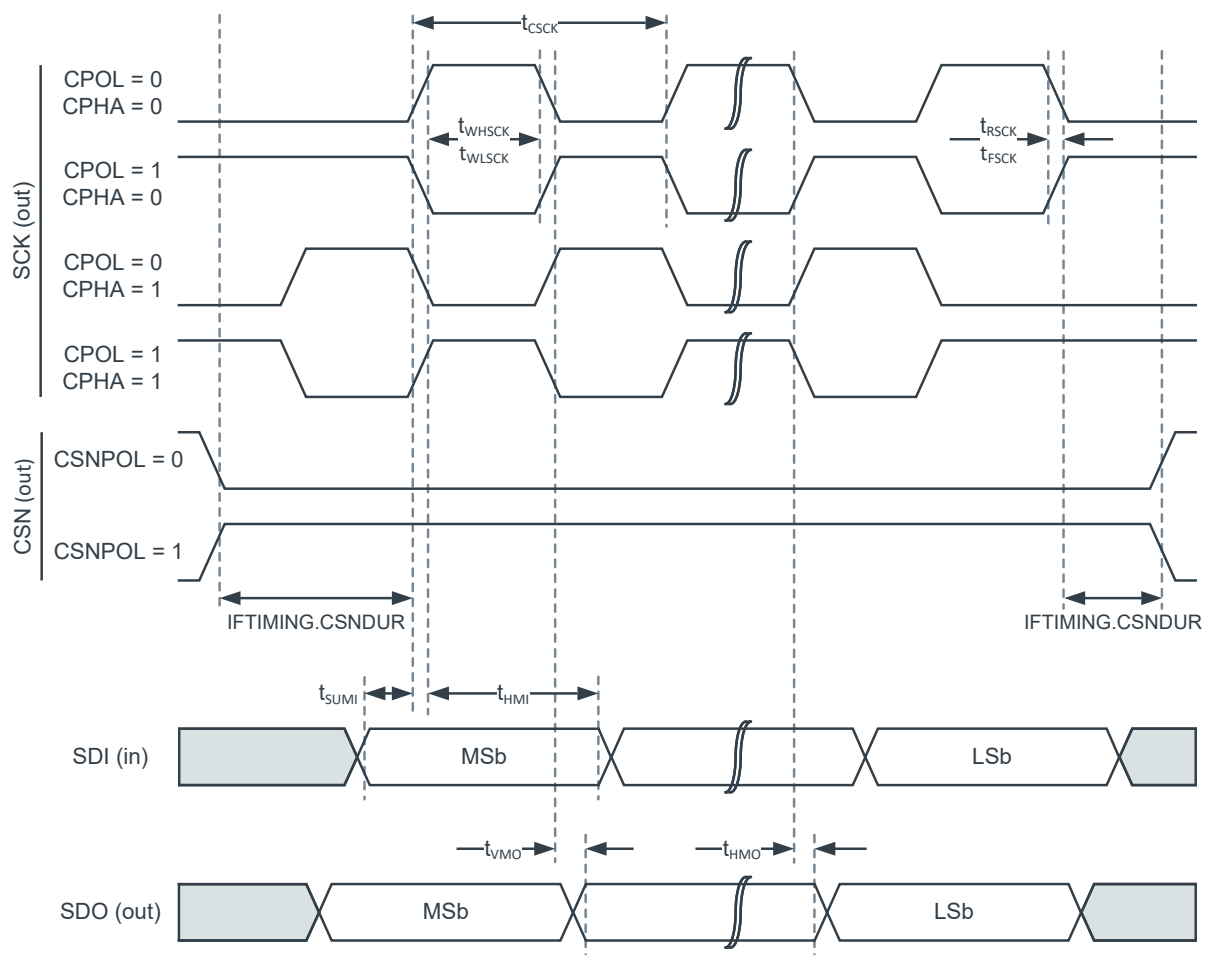 tCSCK
SCK (out)
CPOL = 0
CPHA = 0
tWHSCK
tWLSCK
tRSCK
tFSCK
CPOL = 1
CPHA = 0
CPOL = 0
CPHA = 1
CPOL = 1
CPHA = 1
CSN (out)
CSNPOL = 0
CSNPOL = 1
IFTIMING.CSNDUR
IFTIMING.CSNDUR
tSUMI
tHMI
SDI (in)
MSb
LSb
tVMO
tHMO
SDO (out)
MSb
LSb